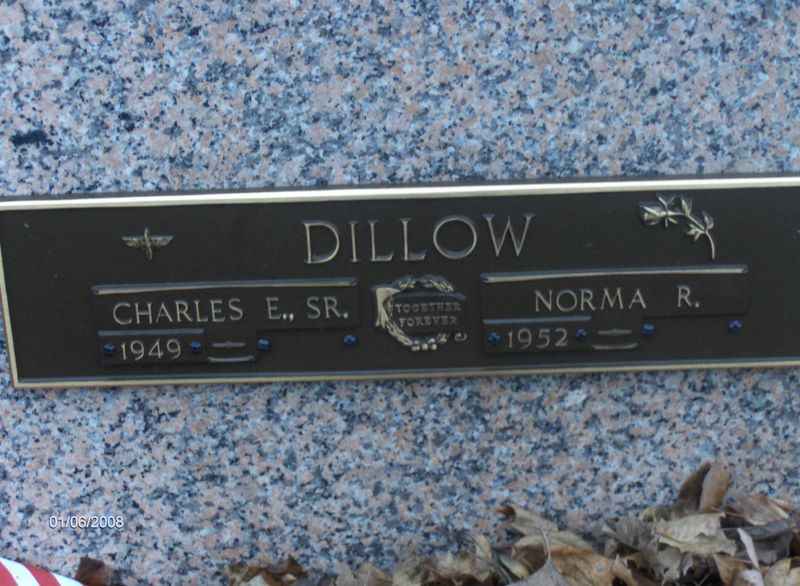 DILLOW
CHARLES E., SR.
1949
TOGETHER
FOREVER
NORMA R.
1952
01/06/2008